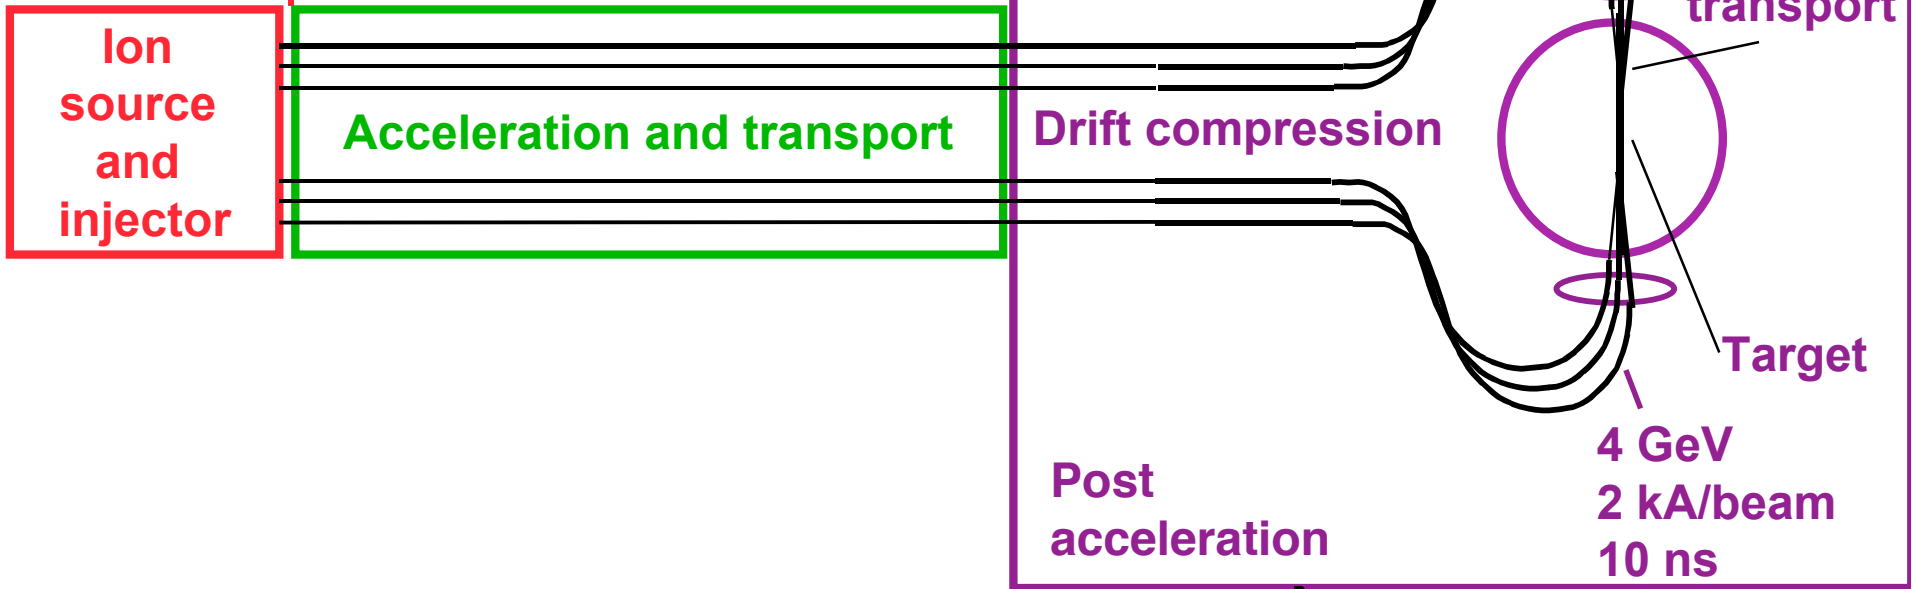 transport
Ion
source
and
injector
Acceleration and transport
Drift compression
Target
4 GeV
2 kA/beam
10 ns
Post
acceleration